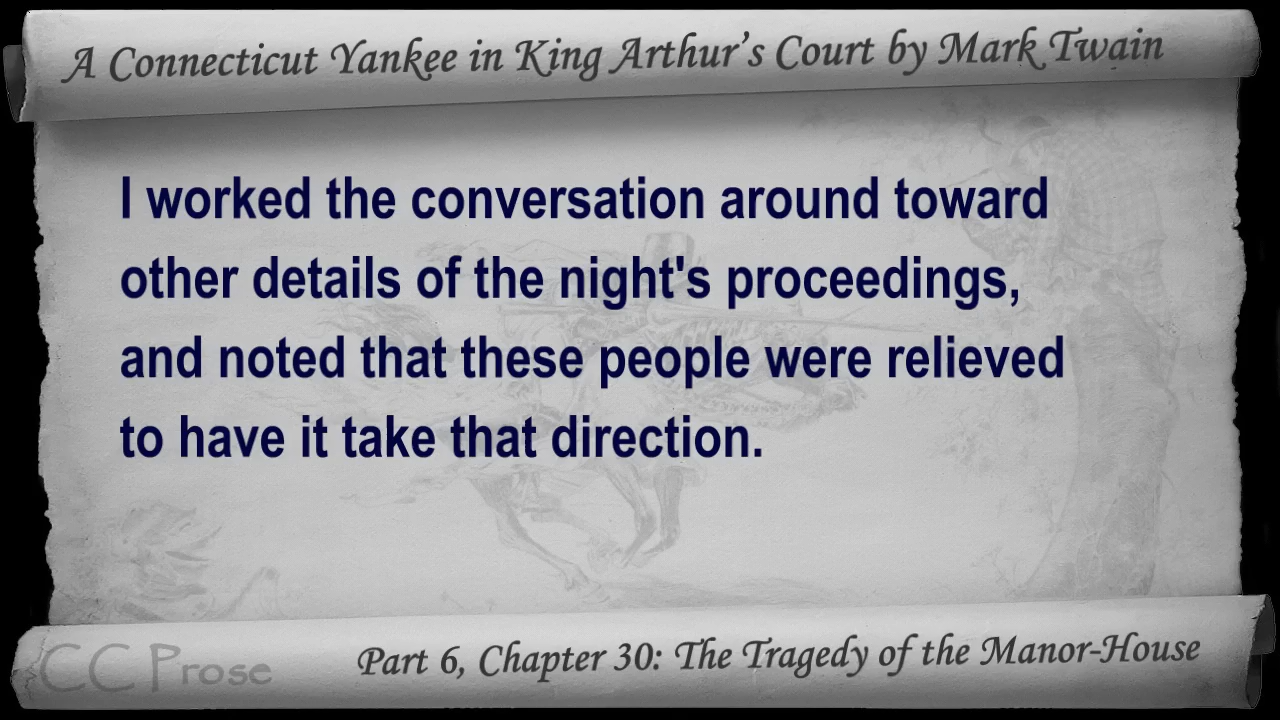 A Connecticut Yankee in King Arthur's Court by Mark Twain
I worked the conversation around toward
other details of the night's proceedings,
and noted that these people were relieved
to have it take that direction.
CC Prose
Part 6, Chapter 30: The Tragedy of the Manor-House